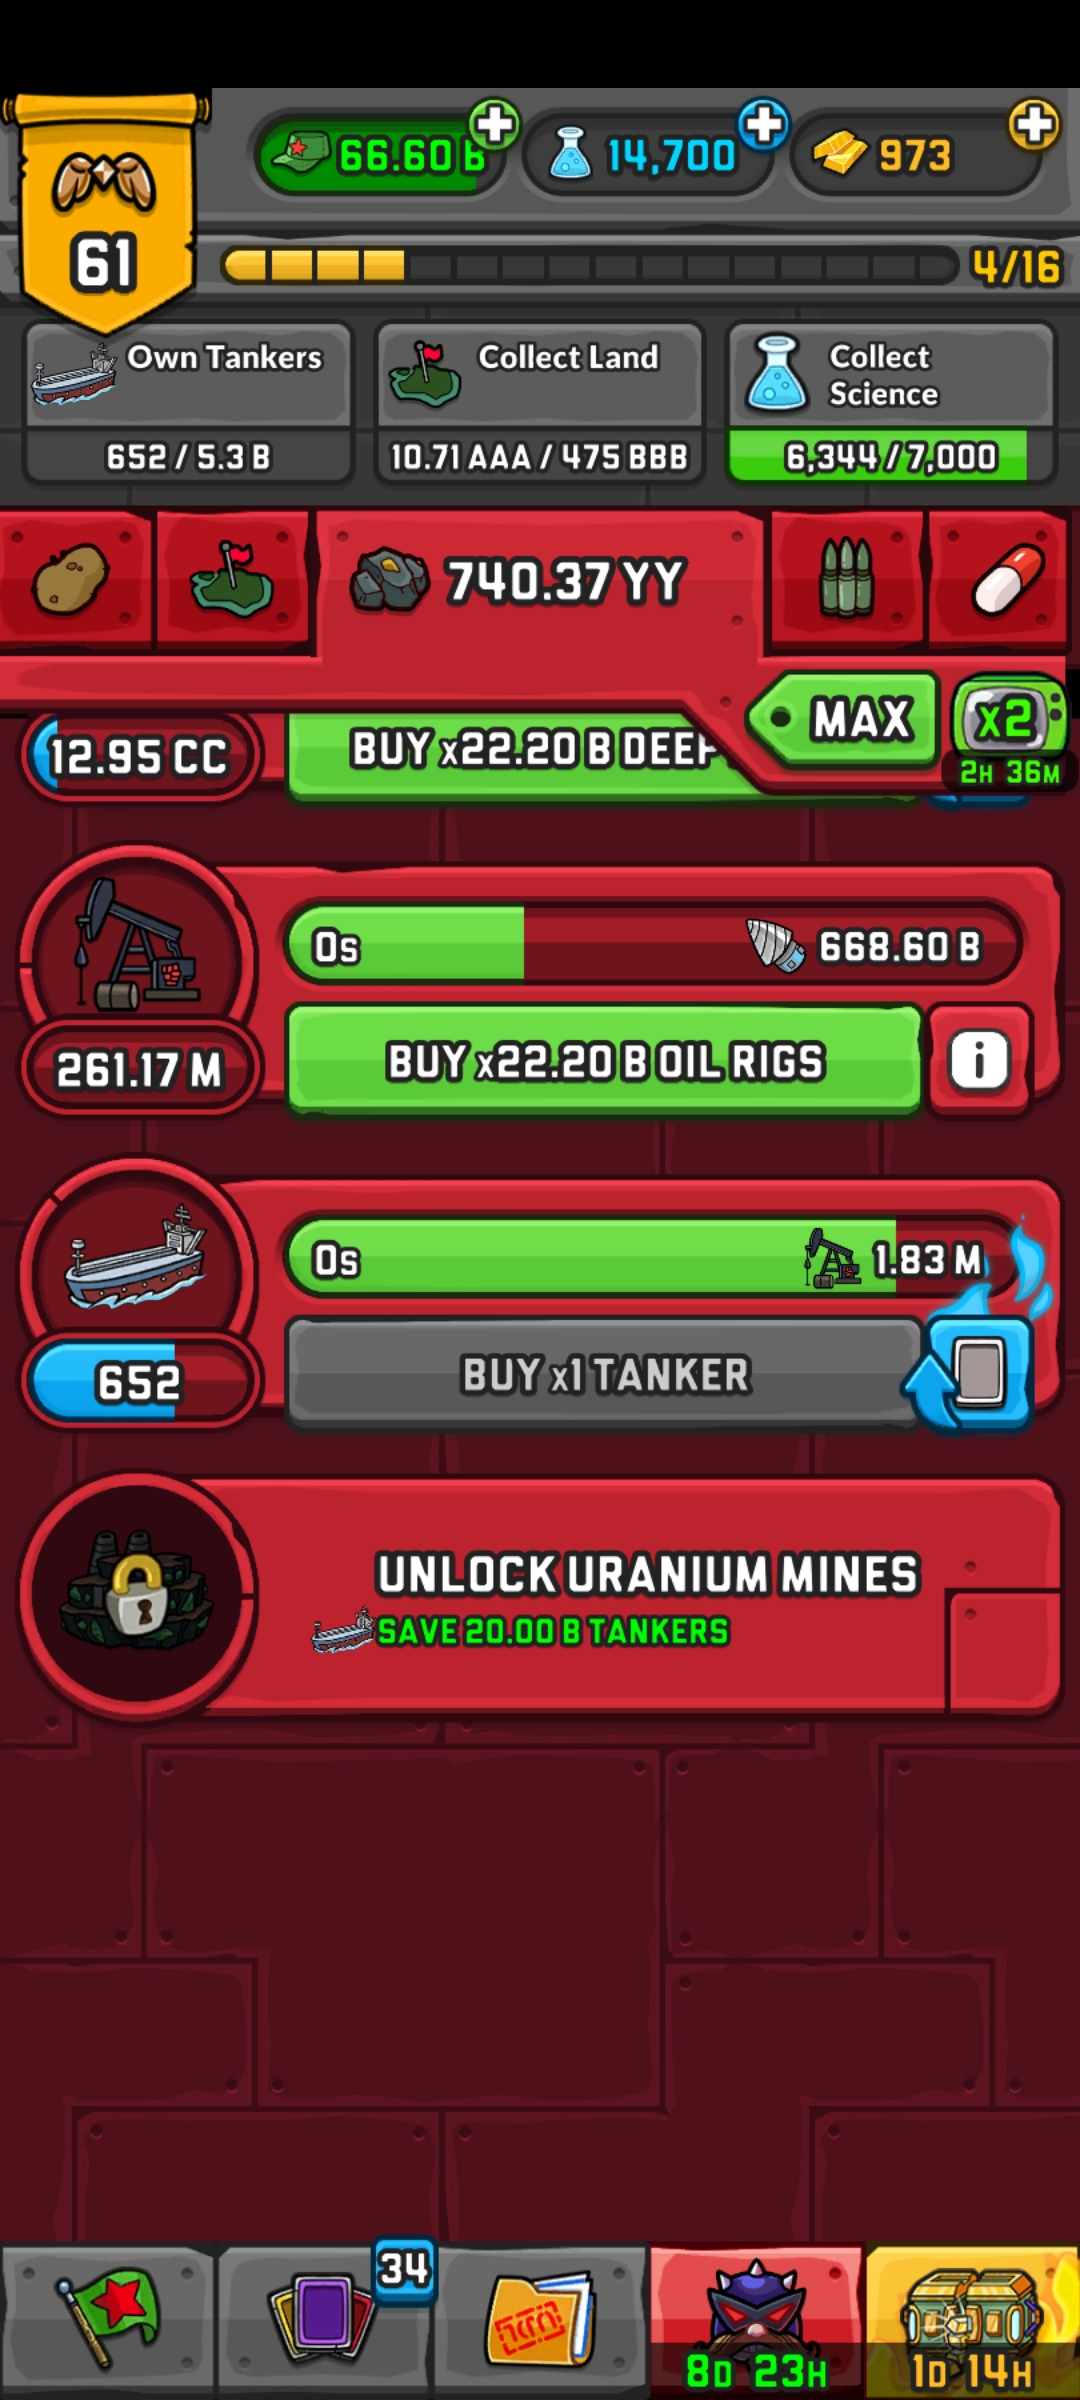 66.60 B
14,700
973
61
4/16
Own Tankers
Collect Land
Collect
Science
652 / 5.3 B
10.71 AAA / 475 BBB
6,344 / 7,000
740.37 YY
MAX
x2
2H 36M
12.95 CC
BUY x22.20 B DEEP
0s
668.60 B
261.17 M
BUY x22.20 B OIL RIGS
i
0s
1.83 M
652
BUY x1 TANKER
UNLOCK URANIUM MINES
SAVE 20.00 B TANKERS
34
8D 23H
1D 14H